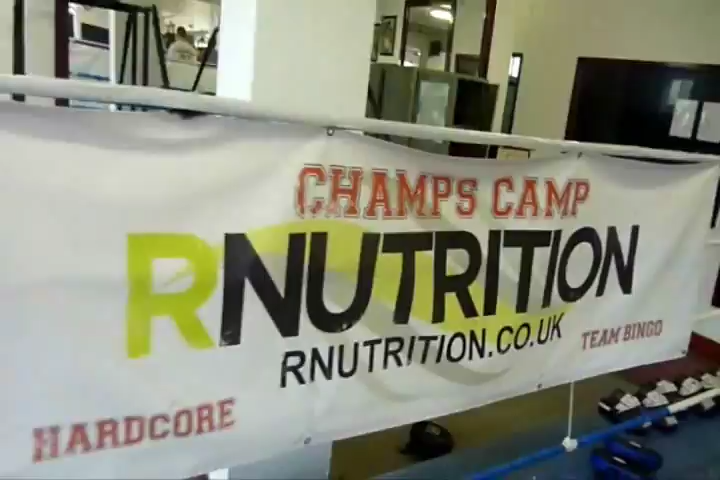 CHAMPS CAMP
RNUTRITION
RNUTRITION.CO.UK
TEAM BINGO
HARDCORE